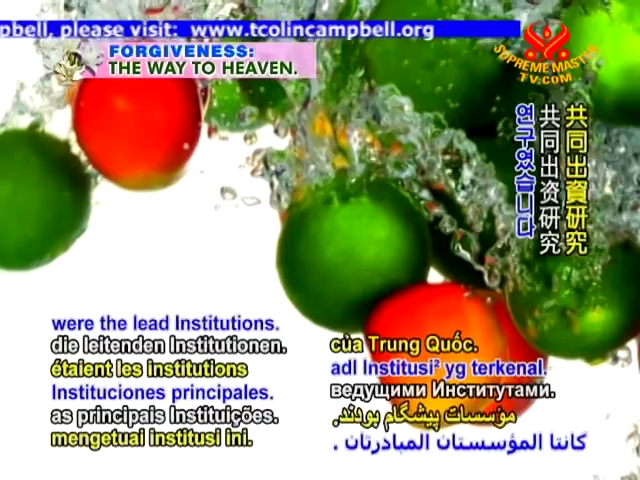 pbell, please visit: www.tcolincampbell.org
FORGIVENESS:
THE WAY TO HEAVEN.
SUPREME MASTER
TV.COM
共同出資研究
共同出资研究
연구였습니다
were the lead Institutions.
die leitenden Institutionen.
étaient les institutions
Instituciones principales.
as principais Instituições.
mengetuai institusi ini.
của Trung Quốc.
adl Institusi² yg terkenal.
ведущими Институтами.
مؤسسات پیشگام بودند.
كانتا المؤسستان المبادرتان .